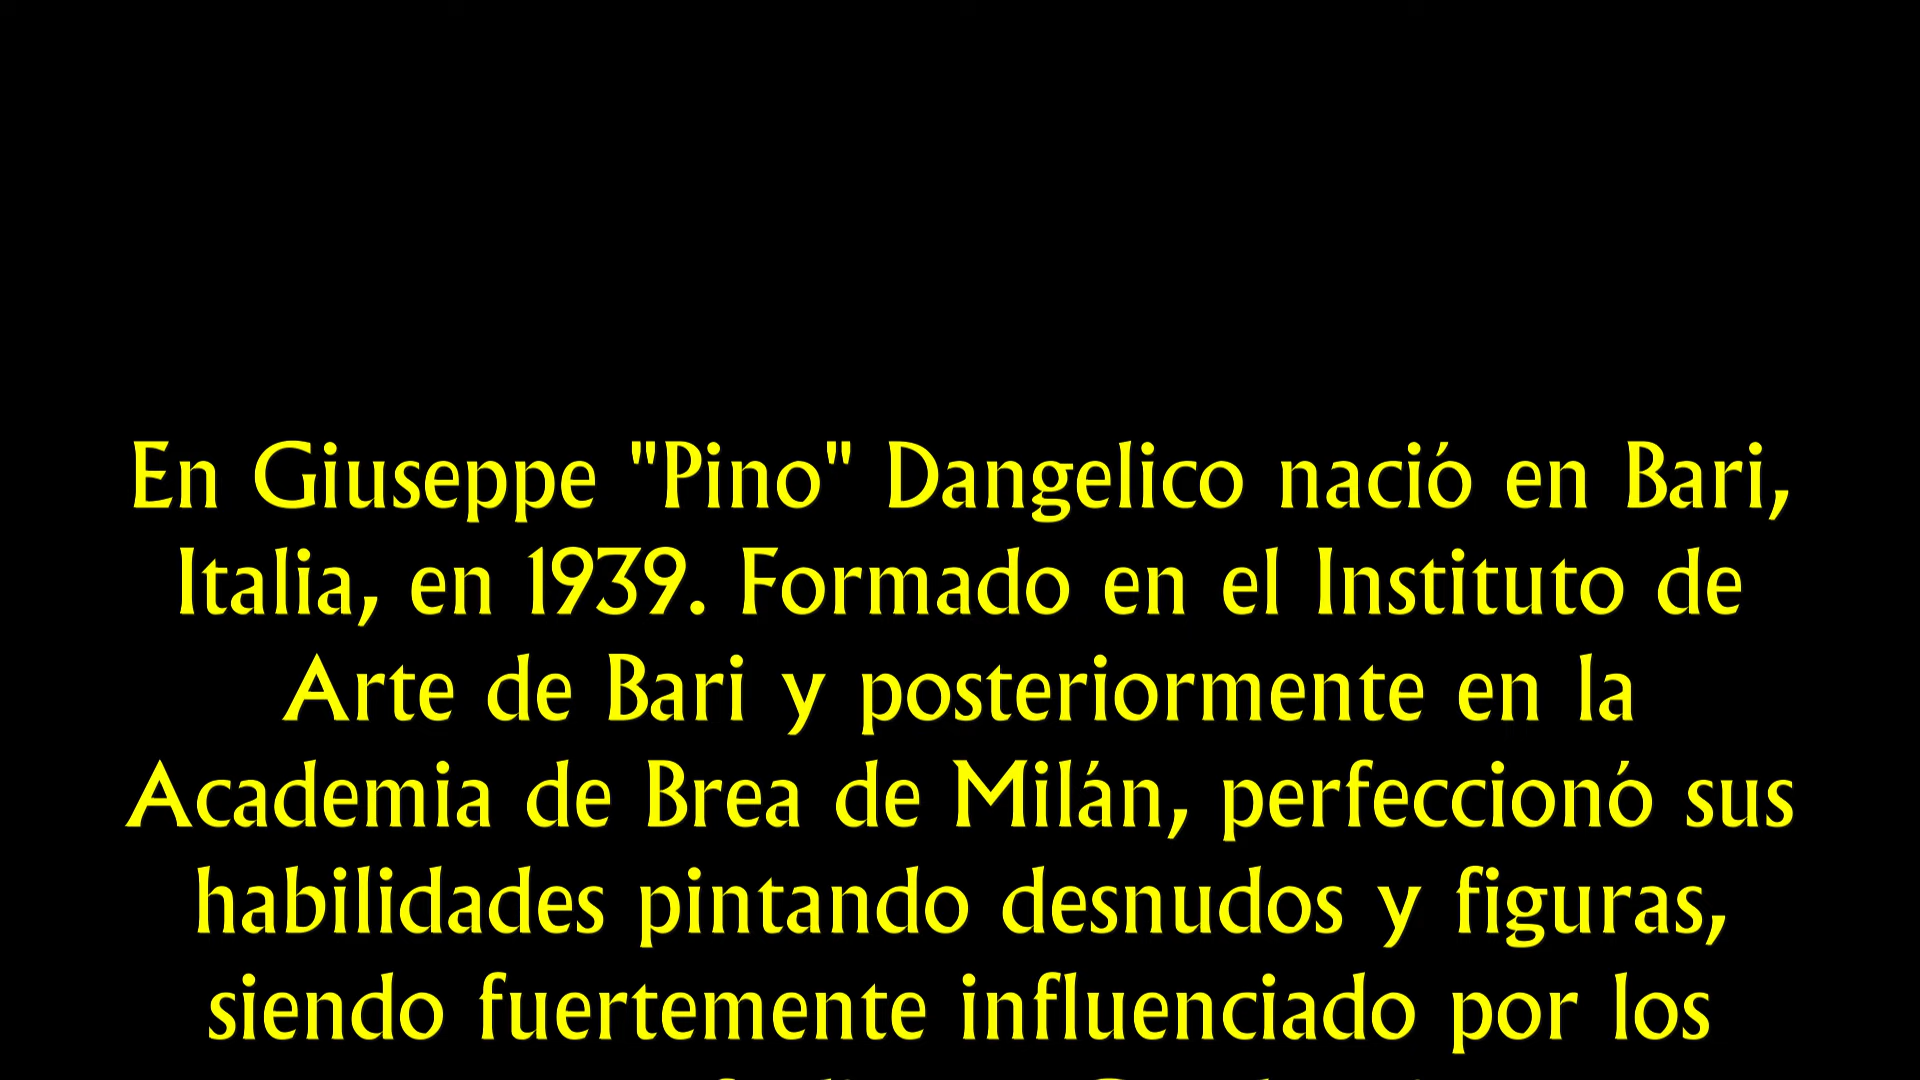 En Giuseppe "Pino" Dangelico nació en Bari,
Italia, en 1939. Formado en el Instituto de
Arte de Bari y posteriormente en la
Academia de Brea de Milán, perfeccionó sus
habilidades pintando desnudos y figuras,
siendo fuertemente influenciado por los